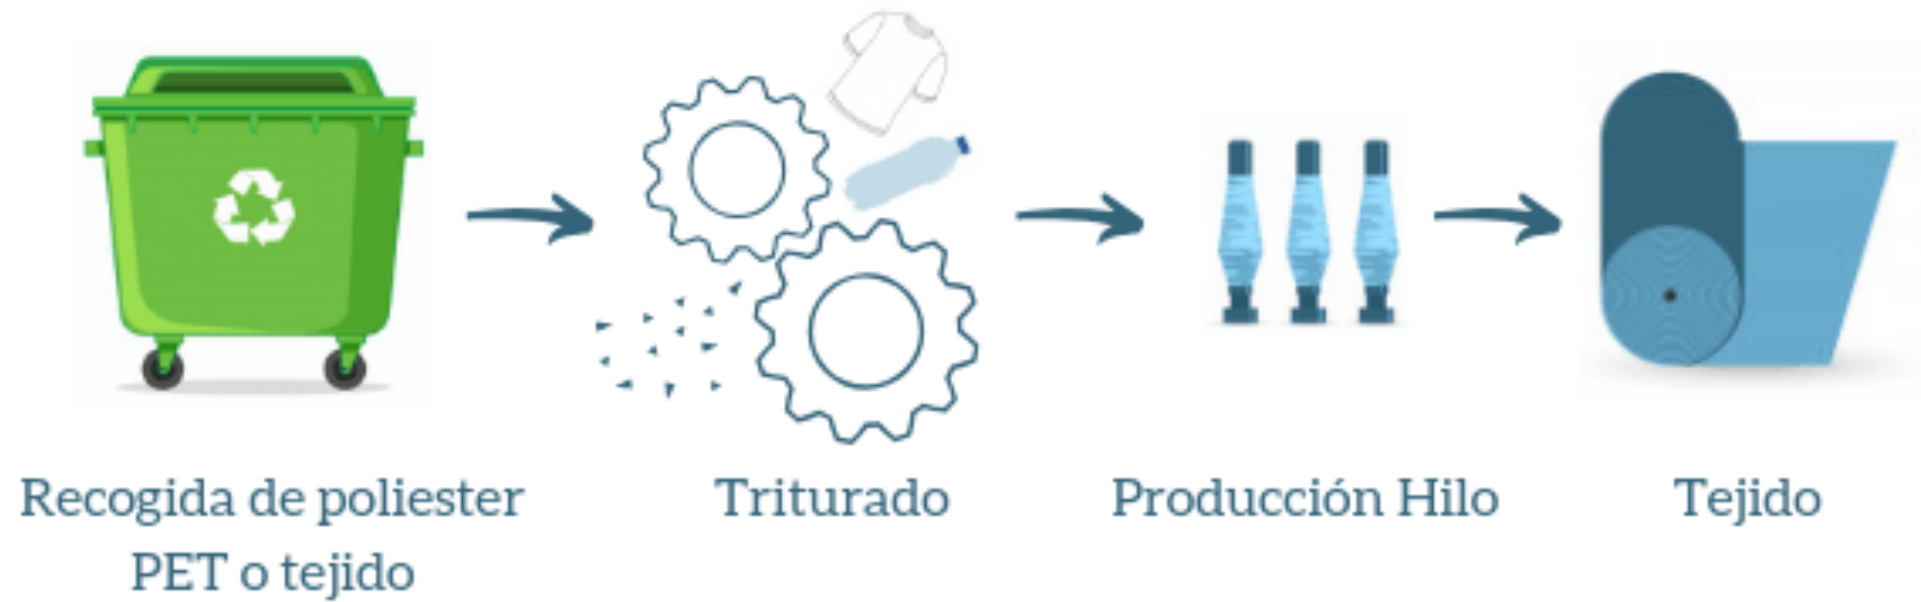 Recogida de poliester
PET o tejido
Triturado
Producción Hilo
Tejido